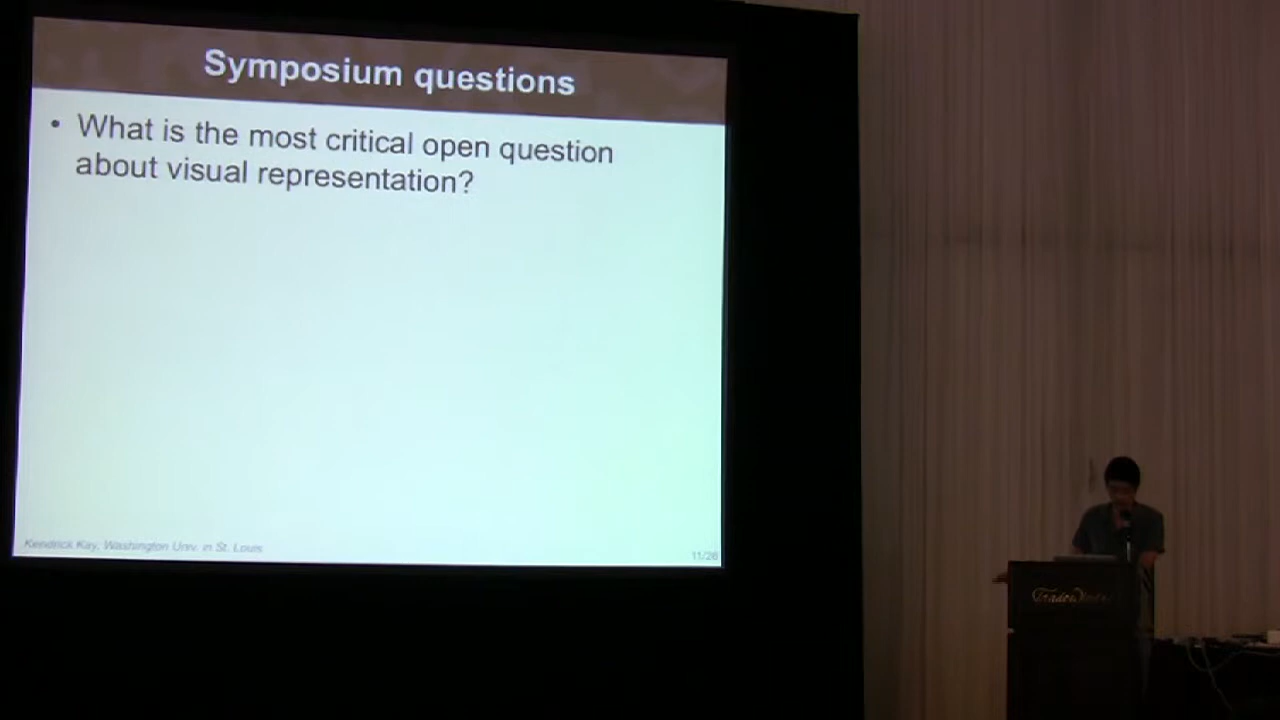 Symposium questions
• What is the most critical open question
about visual representation?
Kendrick Kay, Washington Univ. in St. Louis
11/26
TradeWinds